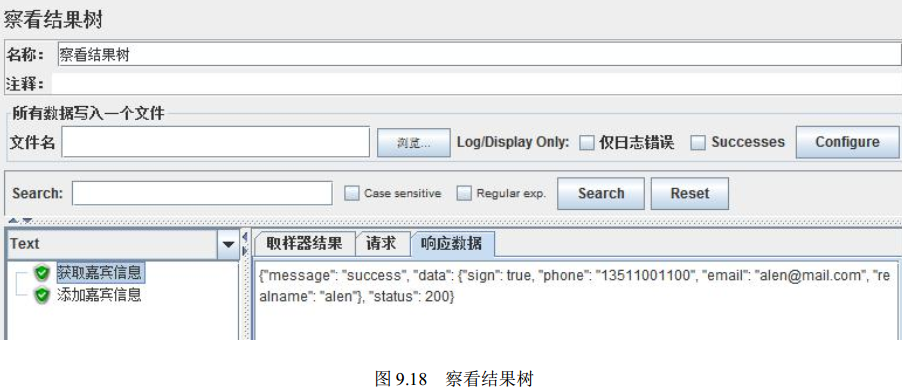 察看结果树
名称： 察看结果树
注释：
所有数据写入一个文件
文件名 浏览... Log/Display Only: 仅日志错误 Successes Configure
Search: Case sensitive Regular exp. Search Reset
Text 取样器结果 请求 响应数据
获取嘉宾信息
添加嘉宾信息
{"message": "success", "data": {"sign": true, "phone": "13511001100", "email": "alen@mail.com", "re
alname": "alen"}, "status": 200}
图 9.18 察看结果树